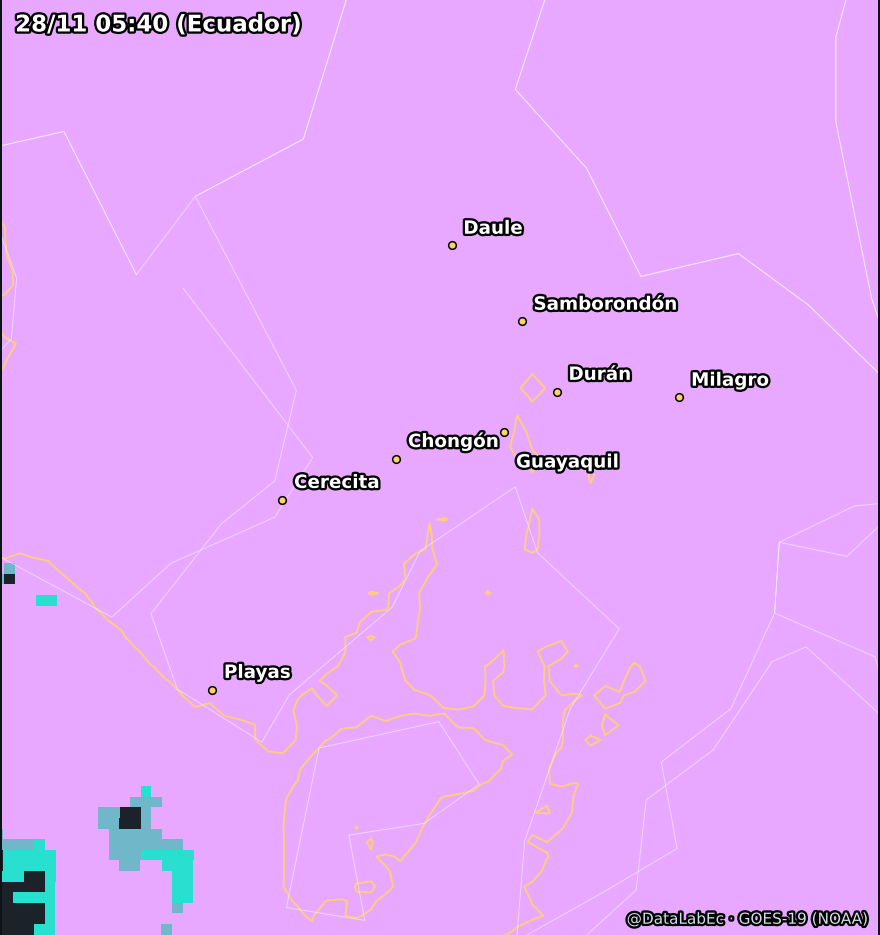 28/11 05:40 (Ecuador)
Daule
Samborondón
Durán
Milagro
Chongón
Guayaquil
Cerecita
Playas
@DataLabEc · GOES-19 (NOAA)